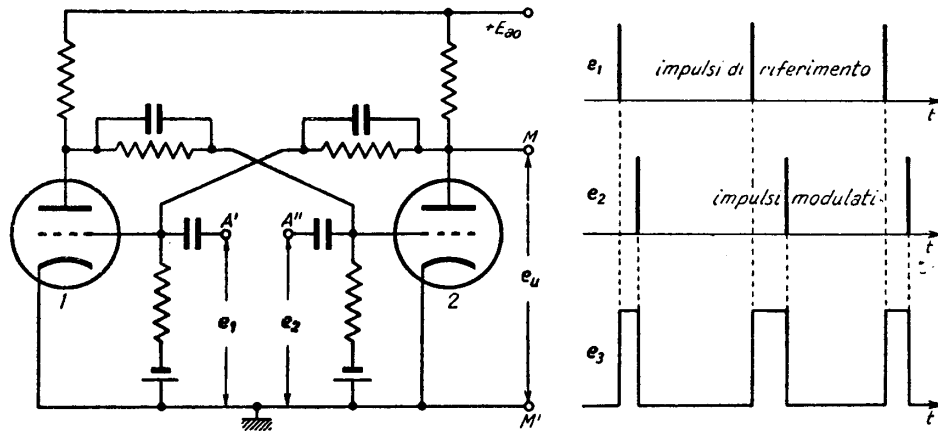 +Eao
M
A'
A"
1
2
e1
e2
eu
M'
e1
impulsi di riferimento
t
e2
impulsi modulati
t
e3
t